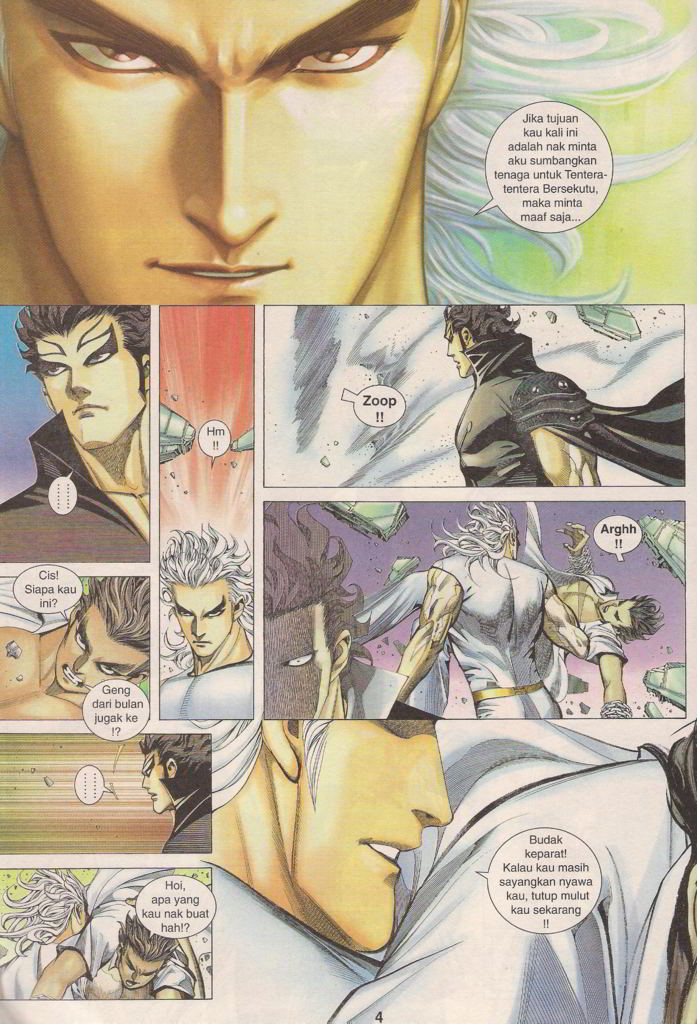 Jika tujuan
kau kali ini
adalah nak minta
aku sumbangkan
tenaga untuk Tentera-
tentera Bersekutu,
maka minta
maaf saja...
Hm
!!
Zoop
!!
Cis!
Siapa kau
ini?
Geng
dari bulan
jugak ke
!?
Arghh
!!
Hoi,
apa yang
kau nak buat
hah!?
Budak
keparat!
Kalau kau masih
sayangkan nyawa
kau, tutup mulut
kau sekarang
!!
4